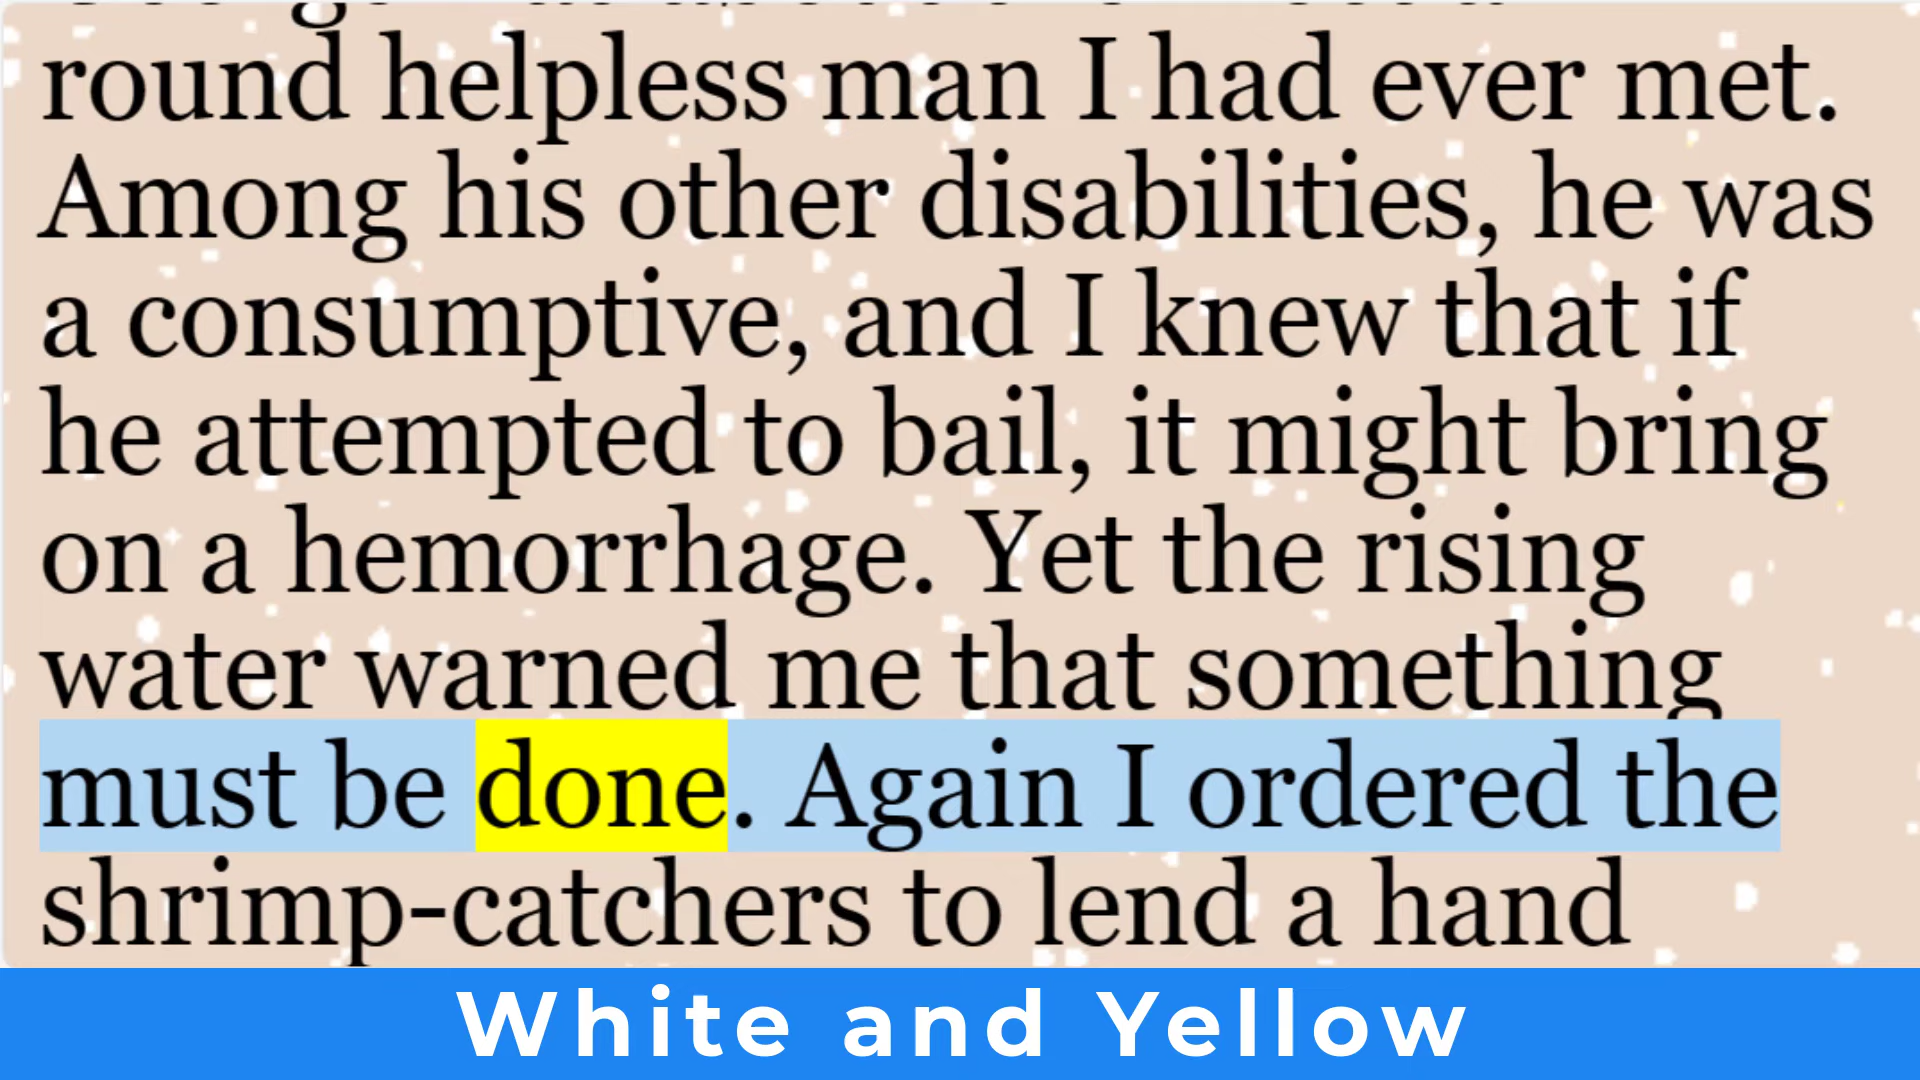 round helpless man I had ever met.
Among his other disabilities, he was
a consumptive, and I knew that if
he attempted to bail, it might bring
on a hemorrhage. Yet the rising
water warned me that something
must be done. Again I ordered the
shrimp-catchers to lend a hand
White and Yellow